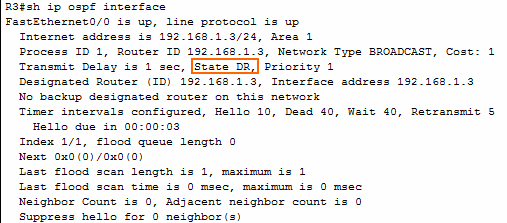 R3#sh ip ospf interface
FastEthernet0/0 is up, line protocol is up
Internet address is 192.168.1.3/24, Area 1
Process ID 1, Router ID 192.168.1.3, Network Type BROADCAST, Cost: 1
Transmit Delay is 1 sec, State DR, Priority 1
Designated Router (ID) 192.168.1.3, Interface address 192.168.1.3
No backup designated router on this network
Timer intervals configured, Hello 10, Dead 40, Wait 40, Retransmit 5
Hello due in 00:00:03
Index 1/1, flood queue length 0
Next 0x0(0)/0x0(0)
Last flood scan length is 1, maximum is 1
Last flood scan time is 0 msec, maximum is 0 msec
Neighbor Count is 0, Adjacent neighbor count is 0
Suppress hello for 0 neighbor(s)